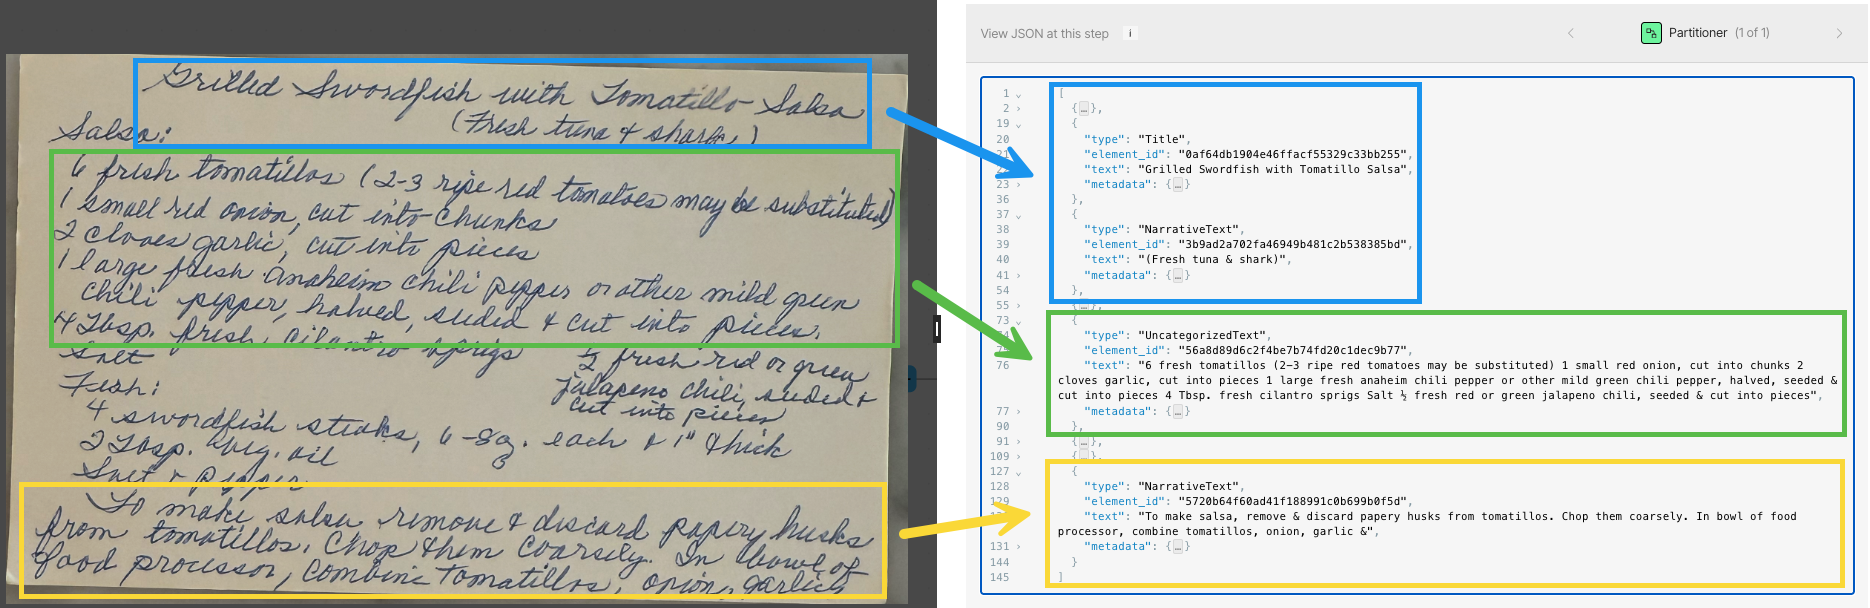 Grilled Swordfish with Tomatillo Salsa
(Fresh tuna & shark)
Salsa:
6 fresh tomatillos (2-3 ripe red tomatoes may be substituted)
1 small red onion, cut into chunks
2 cloves garlic, cut into pieces
1 large fresh anaheim chili pepper or other mild green
chili pepper, halved, seeded & cut into pieces.
4 Tbsp. fresh cilantro sprigs
Salt
½ fresh red or green
jalapeno chili, seeded &
cut into pieces
Fish:
4 swordfish steaks, 6-8oz. each & 1" thick
2 Tbsp. veg. oil
Salt & Pepper
To make salsa remove & discard papery husks
from tomatillos. Chop them coarsely. In bowl of
food processor, combine tomatillos, onion, garlic &
View JSON at this step i
Partitioner (1 of 1)
1 [
2 {…},
19 {
20 "type": "Title",
21 "element_id": "0af64db1904e46ffacf55329c33bb255",
"text": "Grilled Swordfish with Tomatillo Salsa",
23 "metadata": {…}
36 },
37 {
38 "type": "NarrativeText",
39 "element_id": "3b9ad2a702fa46949b481c2b538385bd",
40 "text": "(Fresh tuna & shark)",
41 "metadata": {…}
54 },
55 {…},
73 {
74 "type": "UncategorizedText",
75 "element_id": "56a8d89d6c2f4be7b74fd20c1dec9b77",
76 "text": "6 fresh tomatillos (2-3 ripe red tomatoes may be substituted) 1 small red onion, cut into chunks 2
cloves garlic, cut into pieces 1 large fresh anaheim chili pepper or other mild green chili pepper, halved, seeded &
cut into pieces 4 Tbsp. fresh cilantro sprigs Salt ½ fresh red or green jalapeno chili, seeded & cut into pieces",
77 "metadata": {…}
90 },
91 {…},
109 {…},
127 {
128 "type": "NarrativeText",
129 "element_id": "5720b64f60ad41f188991c0b699b0f5d",
"text": "To make salsa, remove & discard papery husks from tomatillos. Chop them coarsely. In bowl of food
processor, combine tomatillos, onion, garlic &",
131 "metadata": {…}
144 }
145 ]